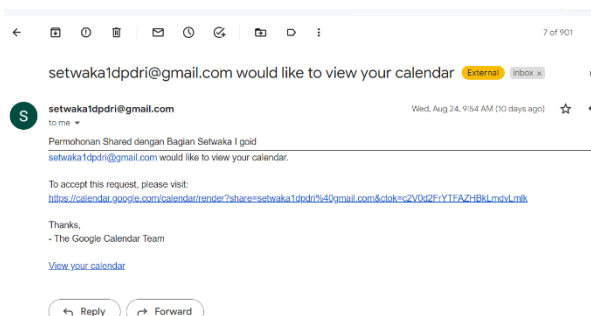 7 of 901
setwaka1dpdri@gmail.com would like to view your calendar External Inbox x
S
setwaka1dpdri@gmail.com Wed, Aug 24, 9:54 AM (10 days ago)
to me
Permohonan Shared dengan Bagian Setwaka I goid
setwaka1dpdri@gmail.com would like to view your calendar.
To accept this request, please visit:
https://calendar.google.com/calendar/render?share=setwaka1dpdri%40gmail.com&ctok=c2V0d2FrYTFAZHBkLmdvLmlk
Thanks,
- The Google Calendar Team
View your calendar
Reply Forward